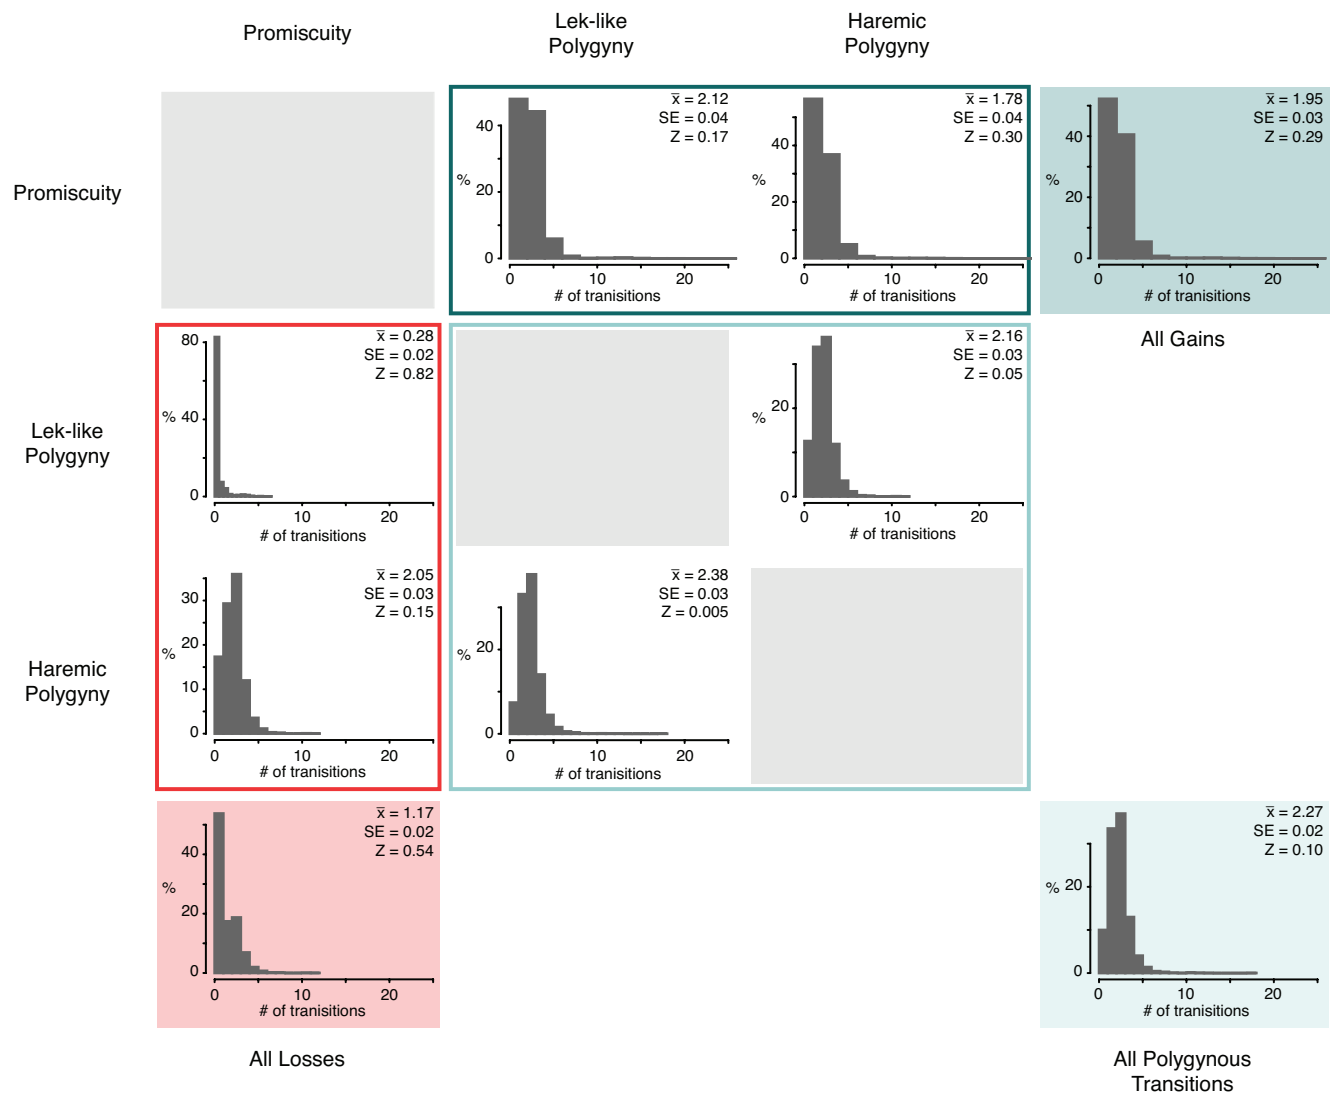 Promiscuity
Lek-like
Polygyny
Haremic
Polygyny
Promiscuity
x̅ = 2.12
SE = 0.04
Z = 0.17
%
40
20
0
0 10 20
# of tranisitions
x̅ = 1.78
SE = 0.04
Z = 0.30
%
40
20
0
0 10 20
# of tranisitions
x̅ = 1.95
SE = 0.03
Z = 0.29
%
40
20
0
0 10 20
# of tranisitions
All Gains
Lek-like
Polygyny
x̅ = 0.28
SE = 0.02
Z = 0.82
80
% 40
0
0 10 20
# of tranisitions
x̅ = 2.16
SE = 0.03
Z = 0.05
%
20
0
0 10 20
# of tranisitions
Haremic
Polygyny
x̅ = 2.05
SE = 0.03
Z = 0.15
30
20
%
10
0
0 10 20
# of tranisitions
x̅ = 2.38
SE = 0.03
Z = 0.005
% 20
0
0 10 20
# of tranisitions
x̅ = 1.17
SE = 0.02
Z = 0.54
40
%
20
0
0 10 20
# of tranisitions
x̅ = 2.27
SE = 0.02
Z = 0.10
% 20
0
0 10 20
# of tranisitions
All Losses
All Polygynous
Transitions